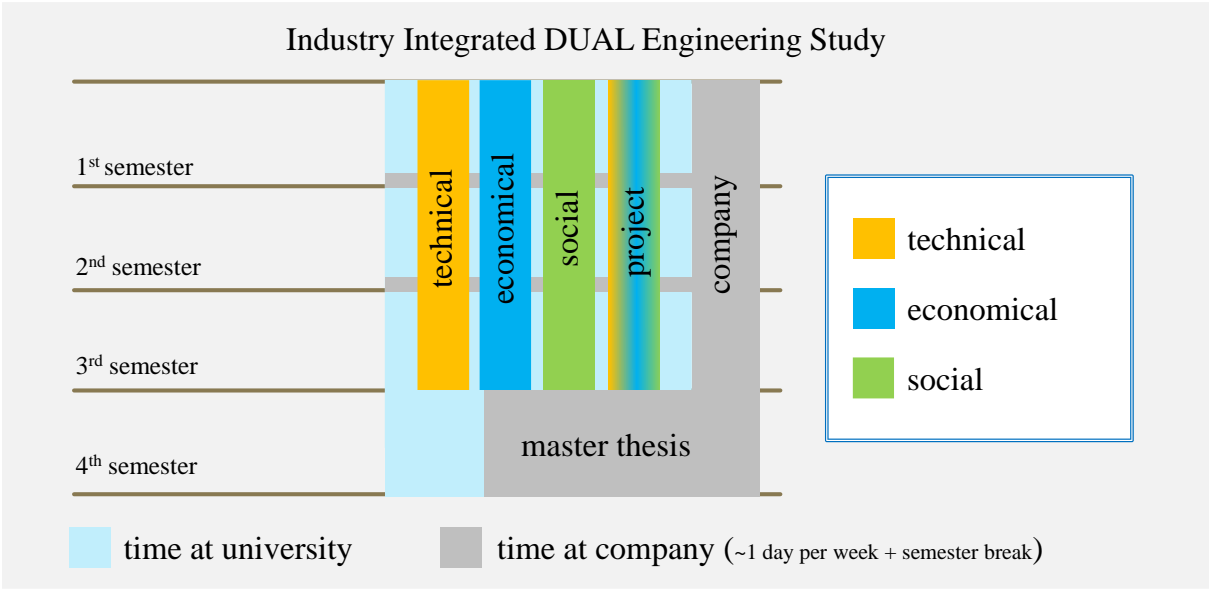 Industry Integrated DUAL Engineering Study
1st semester
2nd semester
3rd semester
4th semester
technical
economical
social
project
company
master thesis
technical
economical
social
time at university
time at company (~1 day per week + semester break)